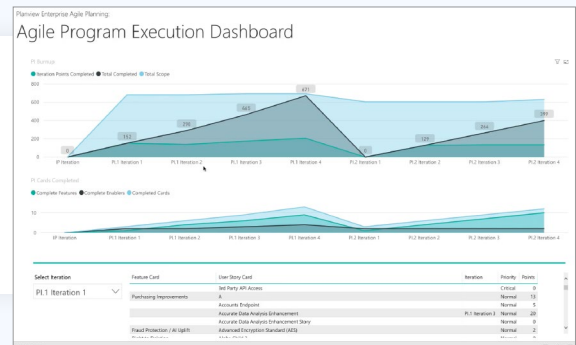 Planview Enterprise Agile Planning:
Agile Program Execution Dashboard
PI Burnup
Iteration Points Completed Total Completed Total Scope
800
600
400
200
0
0
153
465
671
0
129
264
IP Iteration PI.1 Iteration 1 PI.1 Iteration 2 PI.1 Iteration 3 PI.1 Iteration 4 PI.2 Iteration 1 PI.2 Iteration 2 PI.2 Iteration 3 PI.2 Iteration 4
PI Cards Completed
Complete Features Complete Enablers Completed Cards
10
0
IP Iteration PI.1 Iteration 1 PI.1 Iteration 2 PI.1 Iteration 3 PI.1 Iteration 4 PI.2 Iteration 1 PI.2 Iteration 2 PI.2 Iteration 3 PI.2 Iteration 4
Select Iteration
PI.1 Iteration 1
Feature Card User Story Card Iteration Priority Points
3rd Party API Access Critical 8
Purchasing Improvements A Normal 13
Accounts Endpoint Normal 5
Accurate Data Analysis Enhancement PI.1 Iteration 3 Normal 20
Accurate Data Analysis Enhancement Story Normal 8
Fraud Protection / AI Uplift Advanced Encryption Standard (AES) Normal 2